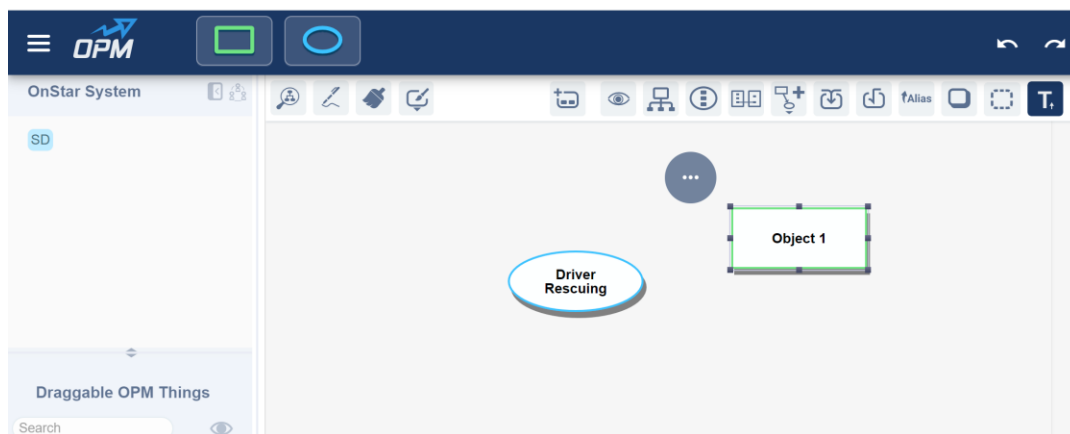 OPM
OnStar System
Alias
T
SD
Object 1
Driver
Rescuing
Draggable OPM Things
Search